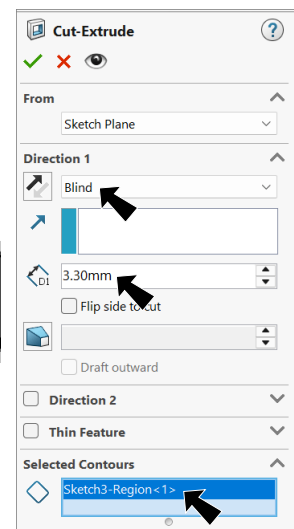 Cut-Extrude
?
From
Sketch Plane
Direction 1
Blind
D1
3.30mm
Flip side to cut
Draft outward
Direction 2
Thin Feature
Selected Contours
Sketch3-Region<1>